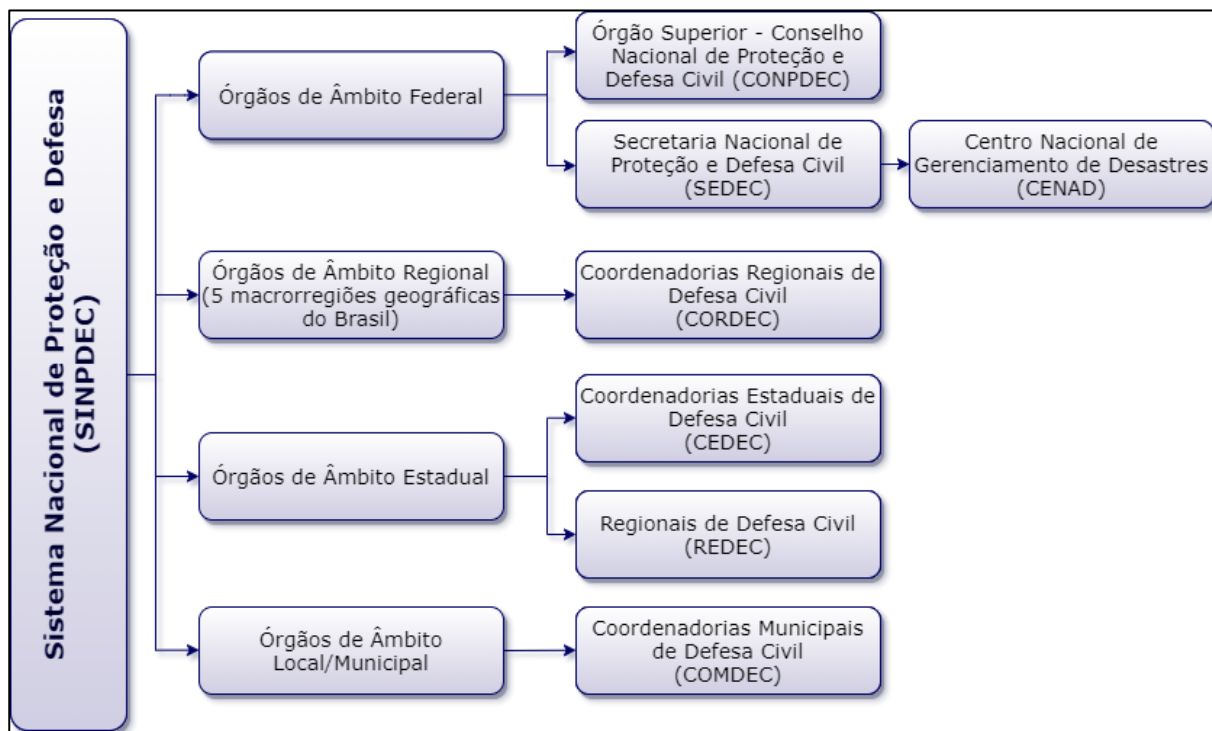 Sistema Nacional de Proteção e Defesa
(SINPDEC)
Órgãos de Âmbito Federal
Órgão Superior - Conselho
Nacional de Proteção e
Defesa Civil (CONPDEC)
Secretaria Nacional de
Proteção e Defesa Civil
(SEDEC)
Centro Nacional de
Gerenciamento de Desastres
(CENAD)
Órgãos de Âmbito Regional
(5 macrorregiões geográficas
do Brasil)
Coordenadorias Regionais de
Defesa Civil
(CORDEC)
Órgãos de Âmbito Estadual
Coordenadorias Estaduais de
Defesa Civil
(CEDEC)
Regionais de Defesa Civil
(REDEC)
Órgãos de Âmbito
Local/Municipal
Coordenadorias Municipais
de Defesa Civil
(COMDEC)